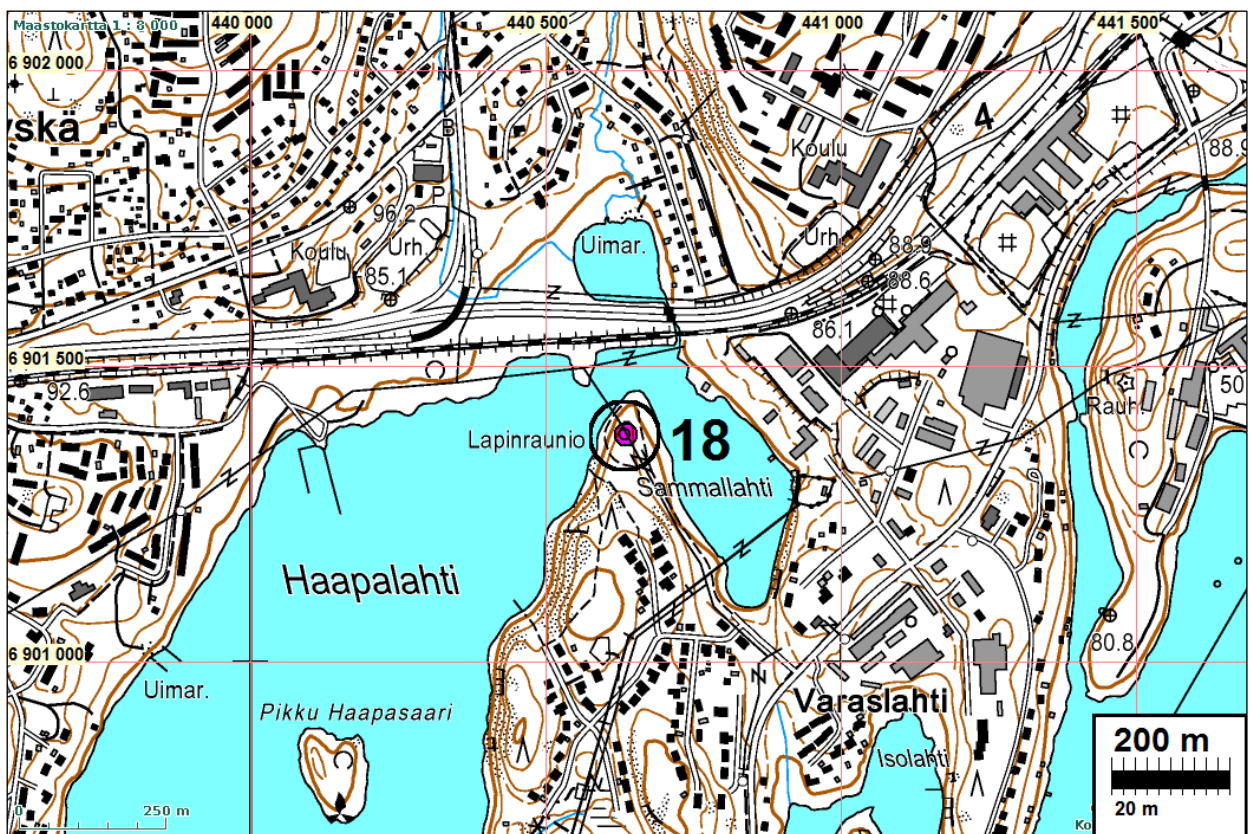 Maastokartta 1 : 8 000
440 000
440 500
441 000
441 500
6 902 000
yskä
4
Koulu
88.9
P
96.2
Koulu
Urh.
85.1
Uimar.
Urh.
88.9
88.6
86.1
6 901 500
92.6
50
Rauh.
Lapinraunio
18
Sammallahti
Haapalahti
6 901 000
80.8
Uimar.
Varaslahti
Pikku Haapasaari
Isolahti
200 m
20 m
0
250 m
Ko